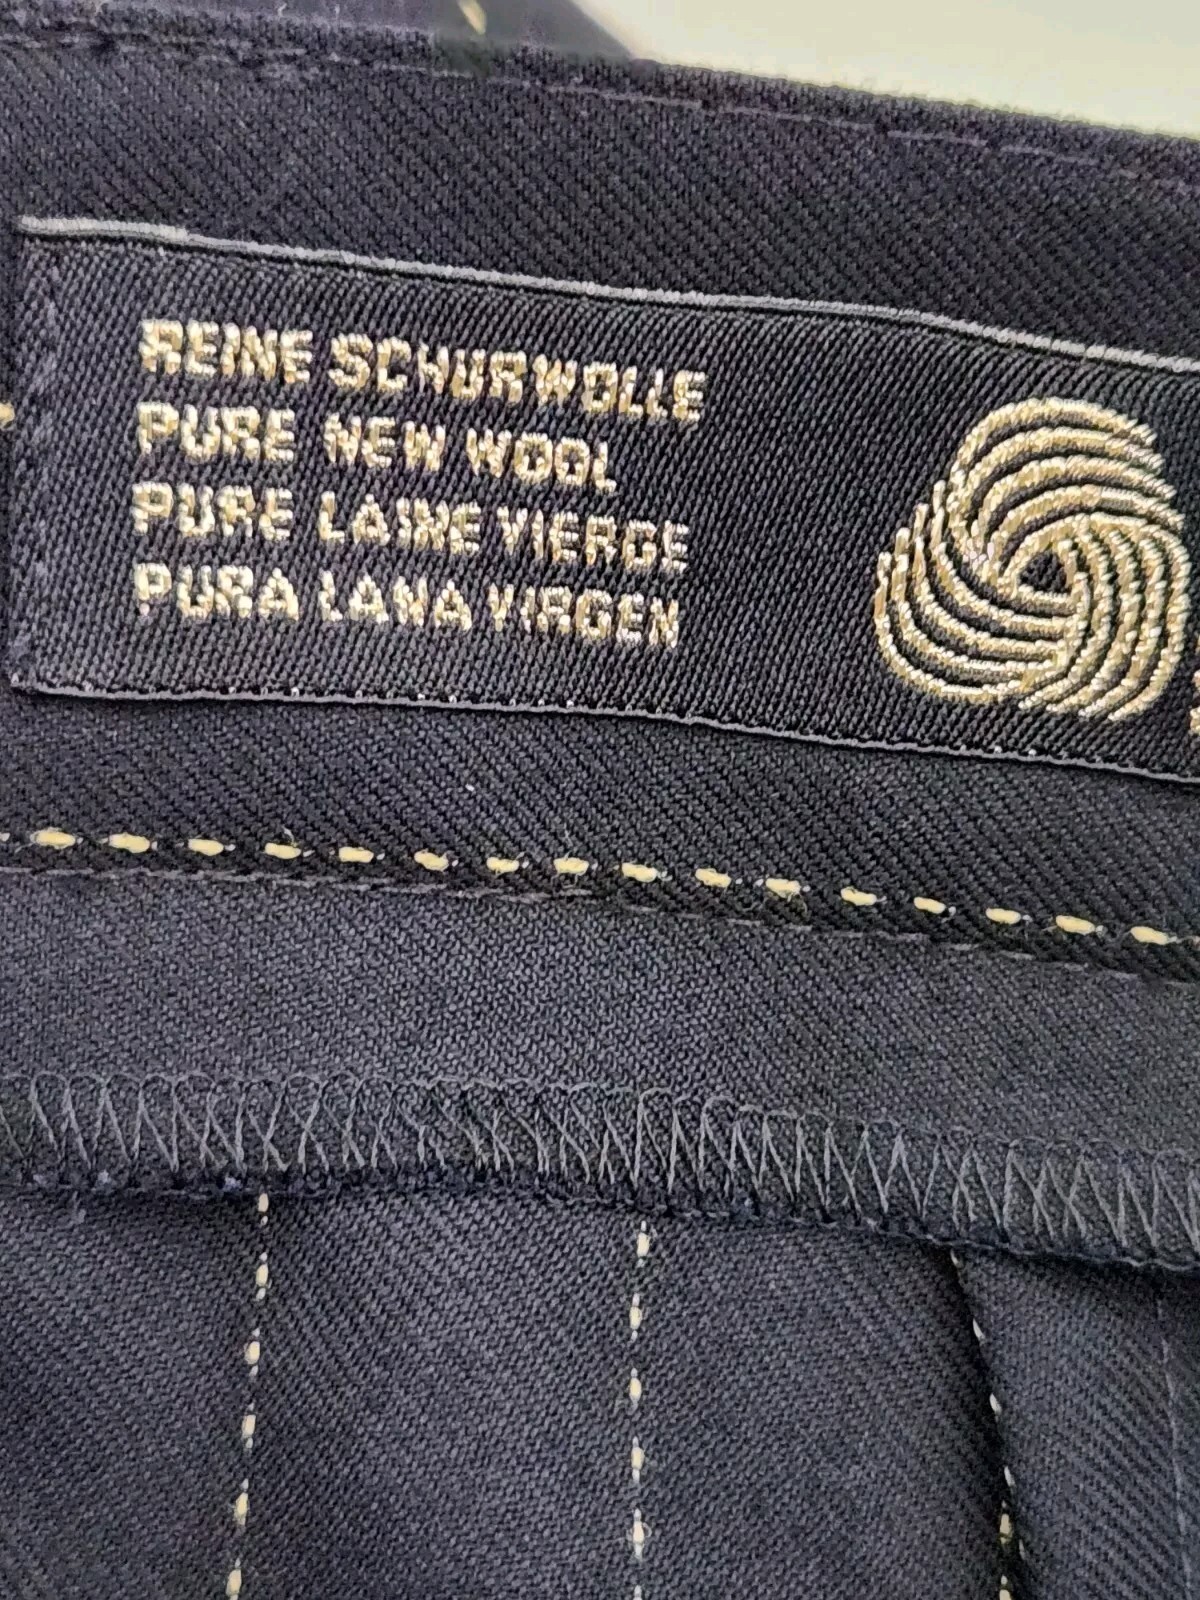 REINE SCHURWOLLE
PURE NEW WOOL
PURE LAINE VIERGE
PURA LANA VIRGEN